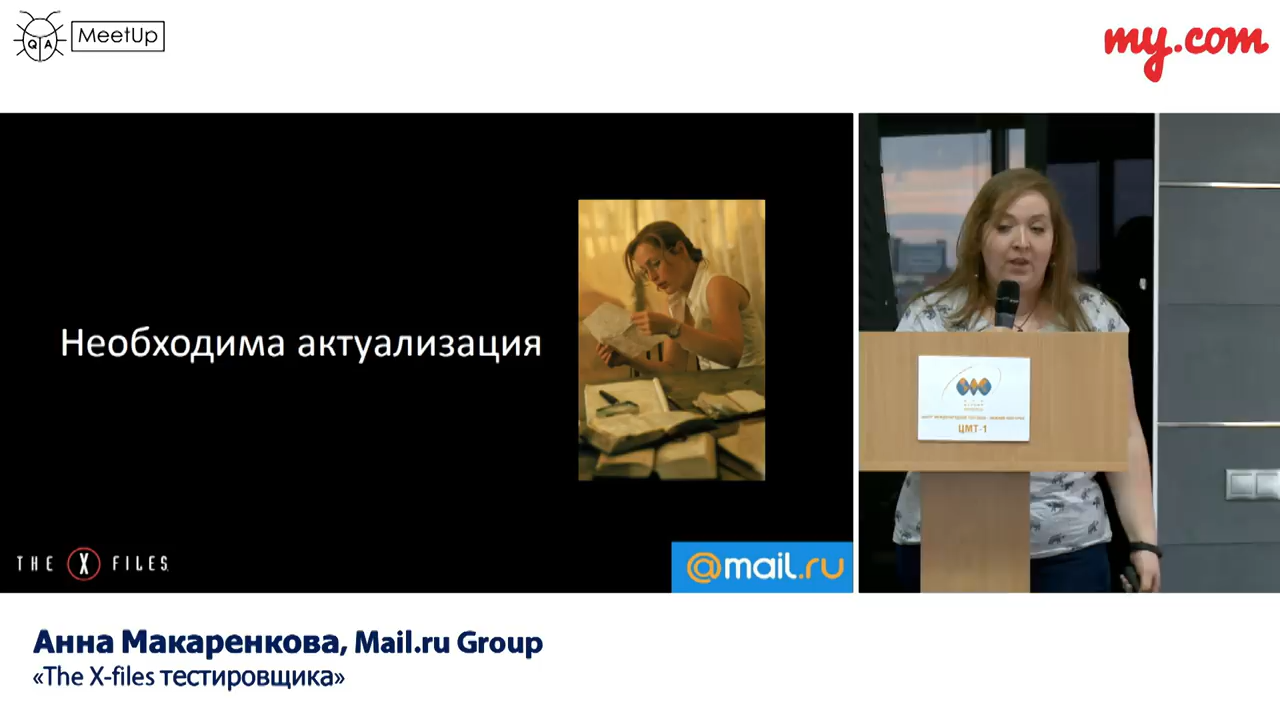 QA MeetUp
my.com
Необходима актуализация
THE X FILES
@mail.ru
ЦМТ-1
Анна Макаренкова, Mail.ru Group
«The X-files тестировщика»